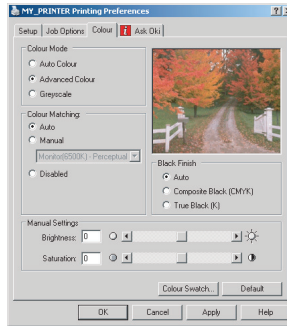 MY_PRINTER Printing Preferences
Setup Job Options Colour Ask Oki
Colour Mode
Auto Colour
Advanced Colour
Greyscale
Colour Matching:
Auto
Manual
Monitor(6500K) - Perceptual
Disabled
Black Finish
Auto
Composite Black (CMYK)
True Black (K)
Manual Settings
Brightness: 0
Saturation: 0
Colour Swatch... Default
OK Cancel Apply Help